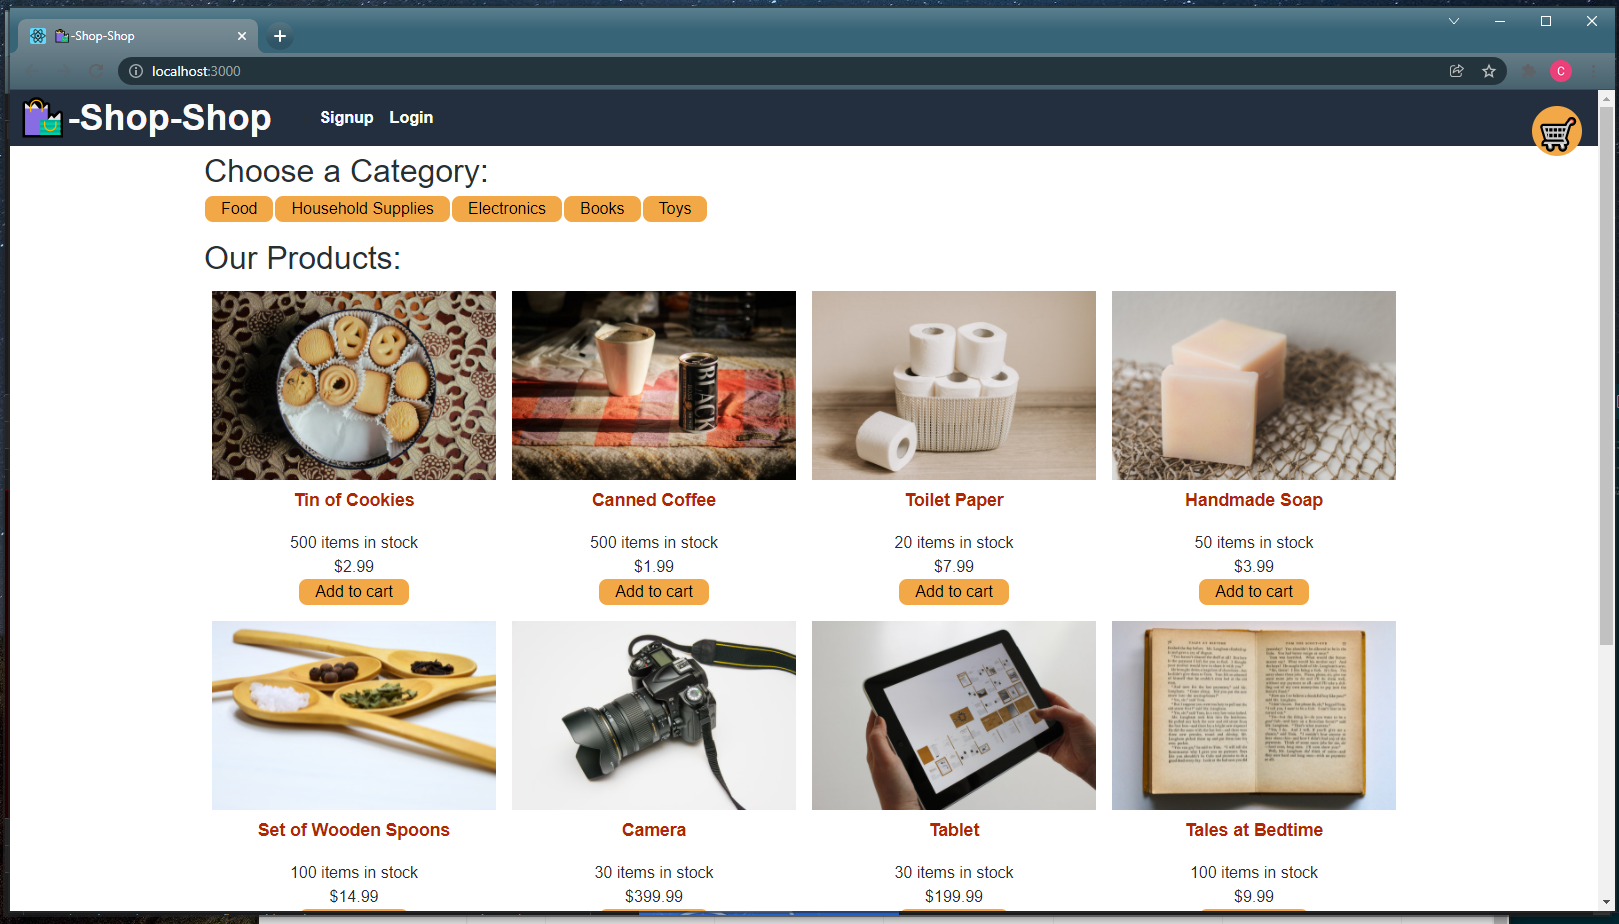 -Shop-Shop
localhost:3000
C
-Shop-Shop
Signup Login
Choose a Category:
Food Household Supplies Electronics Books Toys
Our Products:
BLACK
Tin of Cookies Canned Coffee Toilet Paper Handmade Soap
500 items in stock 500 items in stock 20 items in stock 50 items in stock
$2.99 $1.99 $7.99 $3.99
Add to cart Add to cart Add to cart Add to cart
Set of Wooden Spoons Camera Tablet Tales at Bedtime
100 items in stock 30 items in stock 30 items in stock 100 items in stock
$14.99 $399.99 $199.99 $9.99